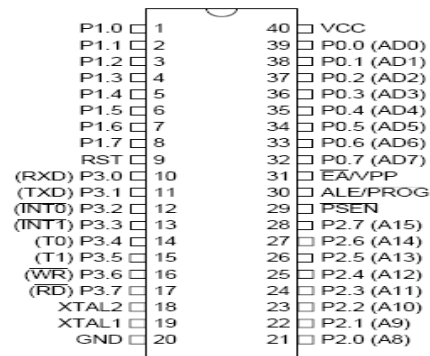 P1.0 1 40 VCC
P1.1 2 39 P0.0 (AD0)
P1.2 3 38 P0.1 (AD1)
P1.3 4 37 P0.2 (AD2)
P1.4 5 36 P0.3 (AD3)
P1.5 6 35 P0.4 (AD4)
P1.6 7 34 P0.5 (AD5)
P1.7 8 33 P0.6 (AD6)
RST 9 32 P0.7 (AD7)
(RXD) P3.0 10 31 E̅A̅/VPP
(TXD) P3.1 11 30 ALE/PROG
(I̅N̅T̅0̅) P3.2 12 29 P̅S̅E̅N̅
(I̅N̅T̅1̅) P3.3 13 28 P2.7 (A15)
(T0) P3.4 14 27 P2.6 (A14)
(T1) P3.5 15 26 P2.5 (A13)
(W̅R̅) P3.6 16 25 P2.4 (A12)
(R̅D̅) P3.7 17 24 P2.3 (A11)
XTAL2 18 23 P2.2 (A10)
XTAL1 19 22 P2.1 (A9)
GND 20 21 P2.0 (A8)